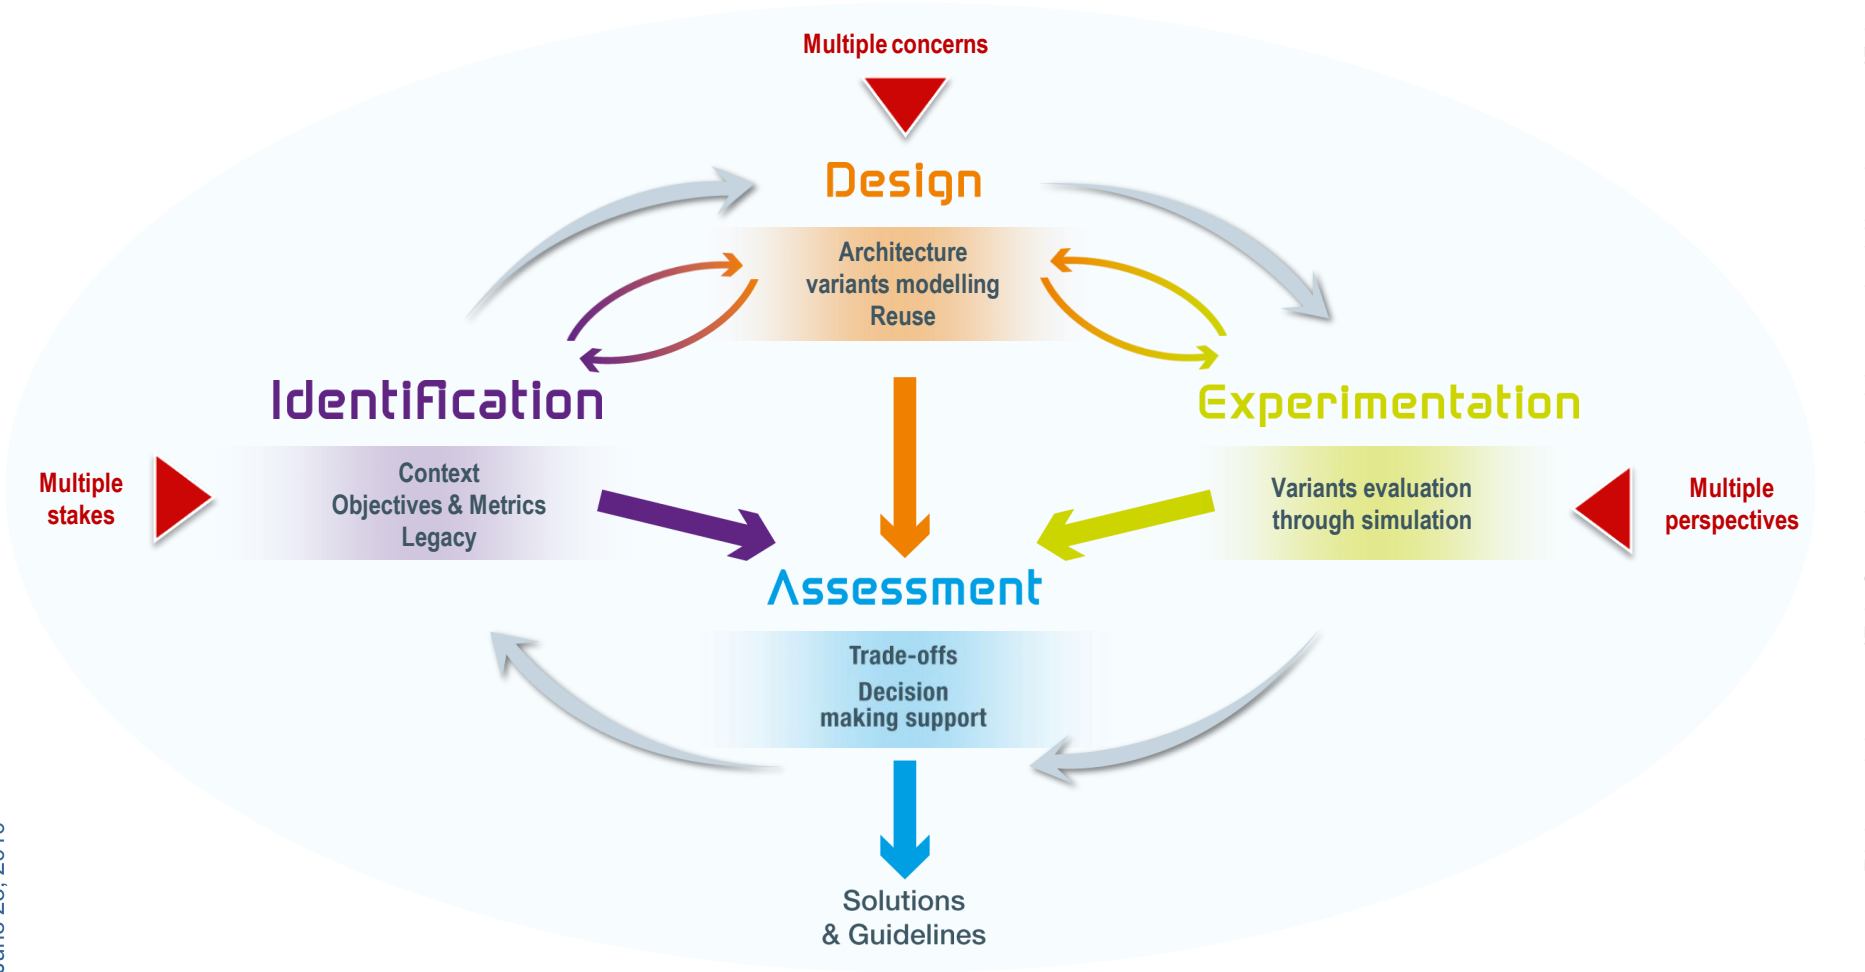 Multiple concerns
Design
Architecture
variants modelling
Reuse
Identification
Experimentation
Multiple
stakes
Context
Objectives & Metrics
Legacy
Variants evaluation
through simulation
Multiple
perspectives
Assessment
Trade-offs
Decision
making support
Solutions
& Guidelines